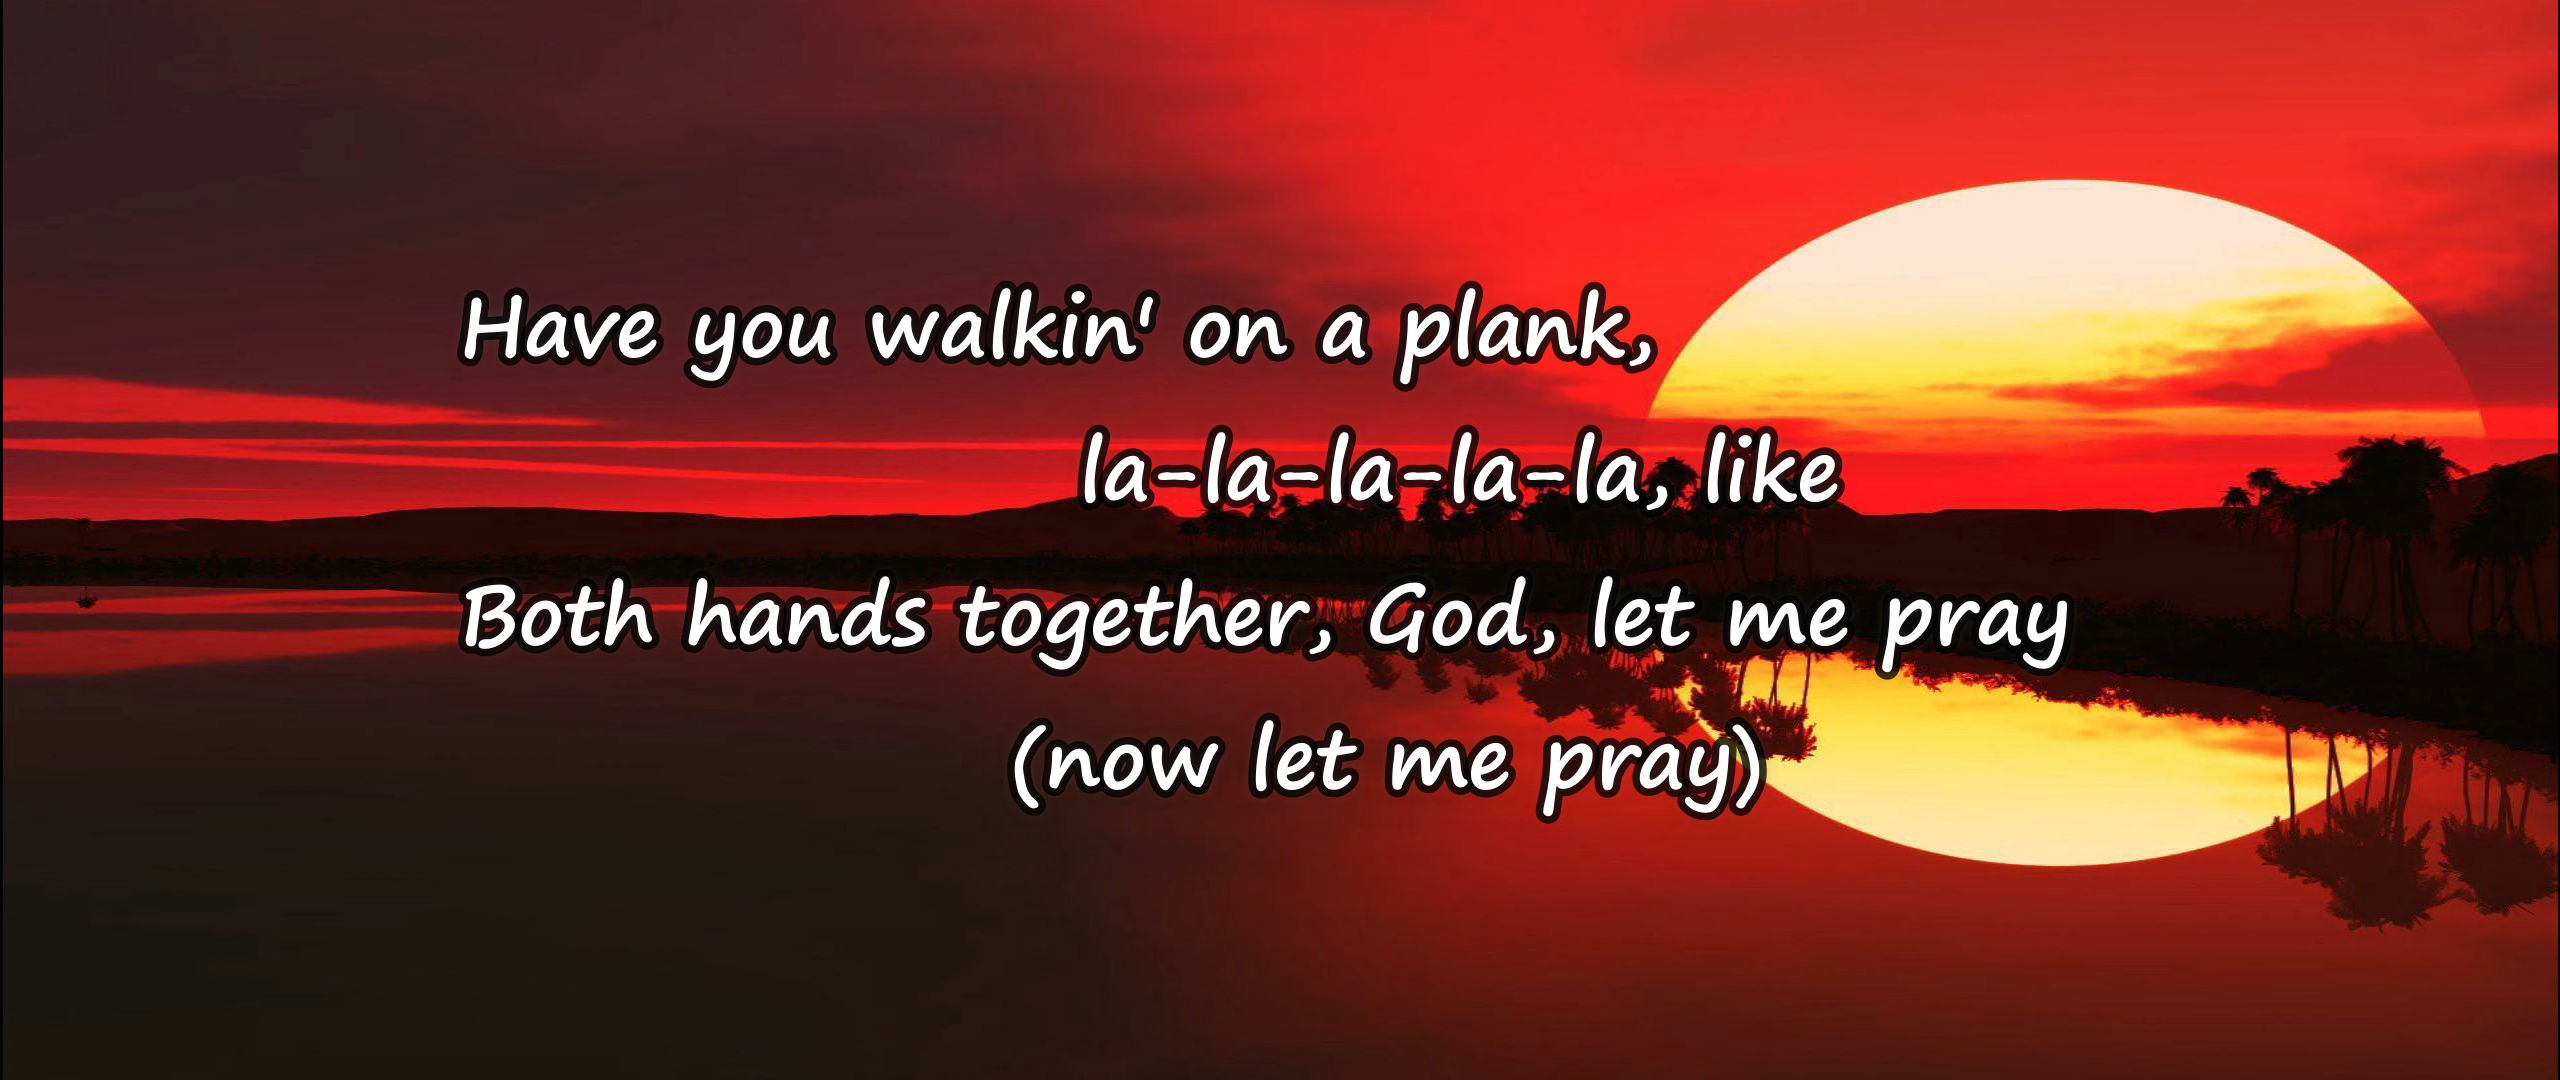 Have you walkin' on a plank,
la-la-la-la-la, like
Both hands together, God, let me pray
(now let me pray)